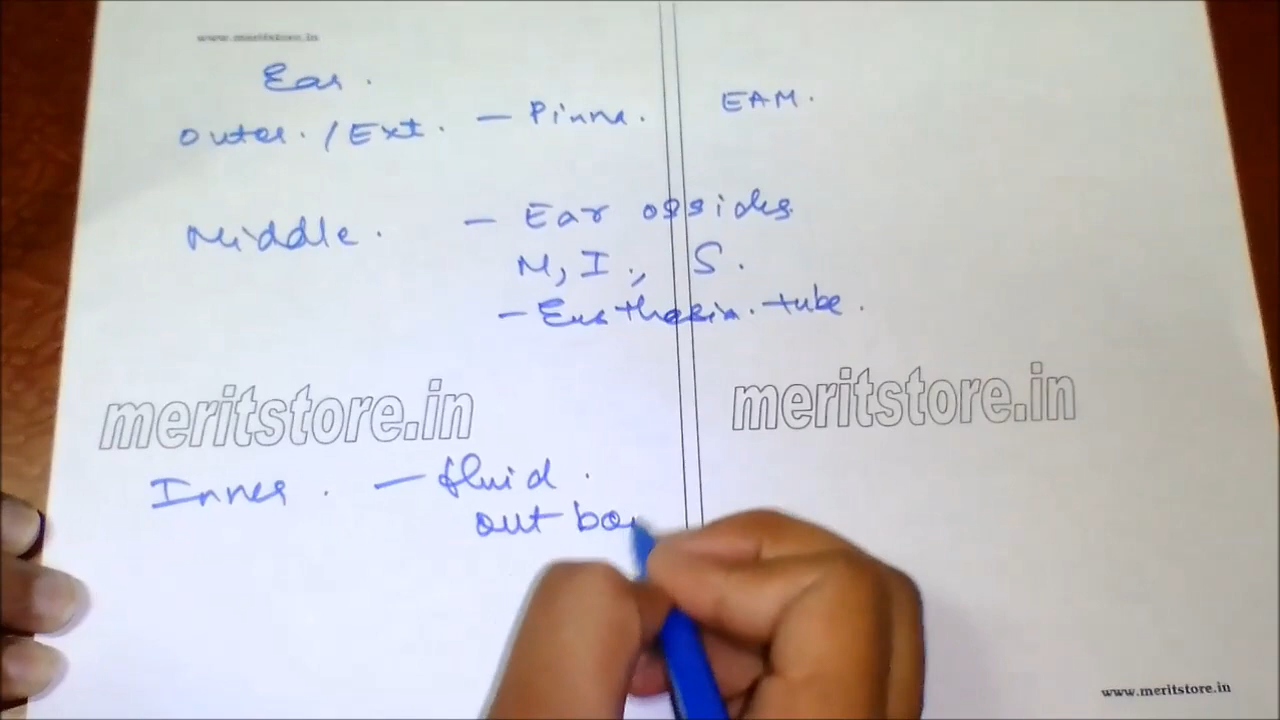 www.meritstore.in
Ear.
Outer. / Ext. — Pinna. EAM.
Middle. — Ear ossicles.
M, I., S.
— Eusthacin. tube.
meritstore.in meritstore.in
Inner. — fluid.
out bo
www.meritstore.in